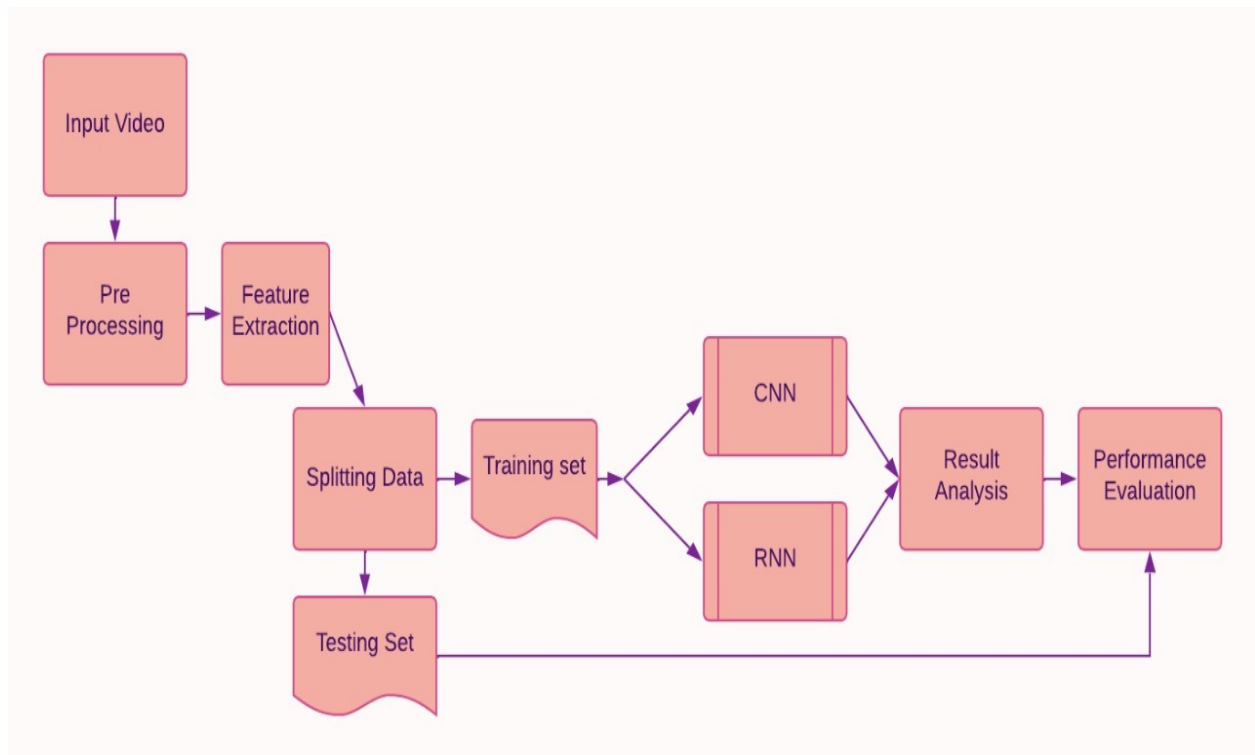 Input Video
Pre
Processing
Feature
Extraction
Splitting Data
Training set
Testing Set
CNN
RNN
Result
Analysis
Performance
Evaluation